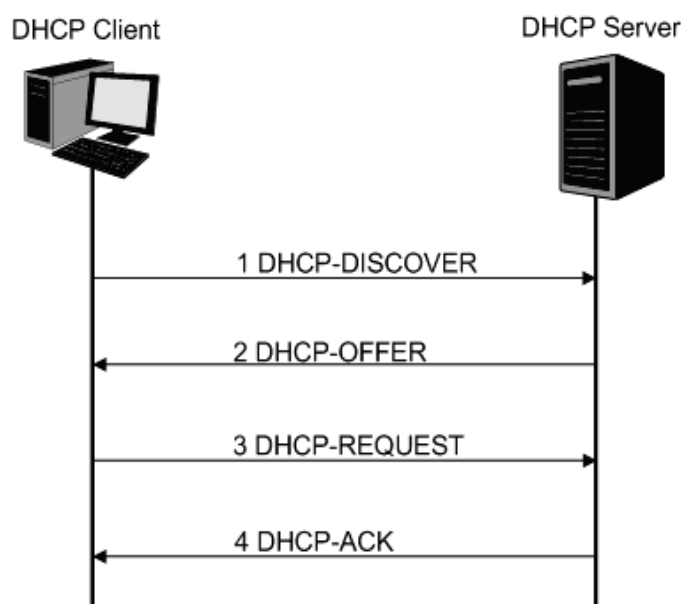 DHCP Client
DHCP Server
1 DHCP-DISCOVER
2 DHCP-OFFER
3 DHCP-REQUEST
4 DHCP-ACK